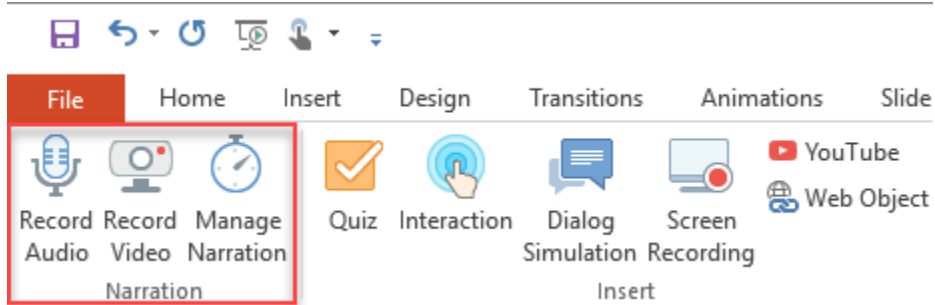 File Home Insert Design Transitions Animations Slide
Record Audio
Record Video
Manage Narration
Narration
Quiz
Interaction
Dialog Simulation
Screen Recording
YouTube
Web Object
Insert